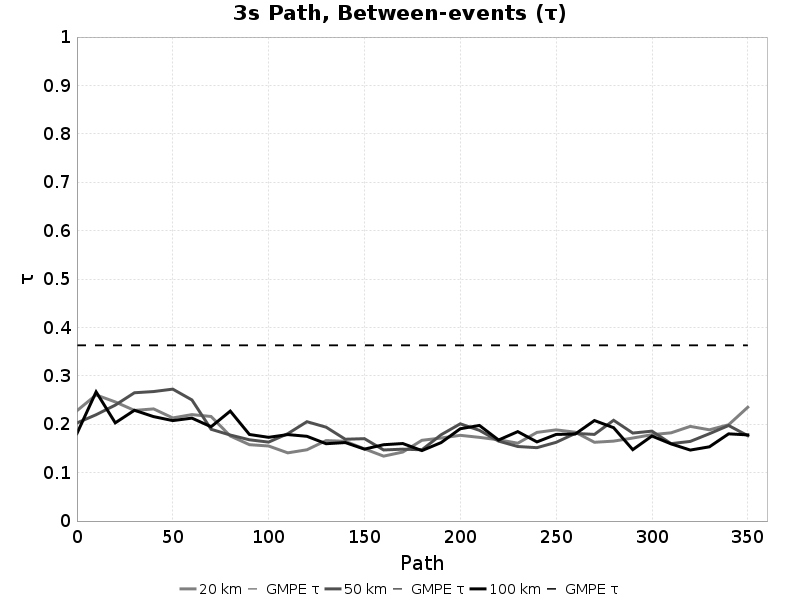 3s Path, Between-events (τ)
1
0.9
0.8
0.7
0.6
0.5
0.4
0.3
0.2
0.1
0
τ
0 50 100 150 200 250 300 350
Path
20 km GMPE τ 50 km GMPE τ 100 km GMPE τ